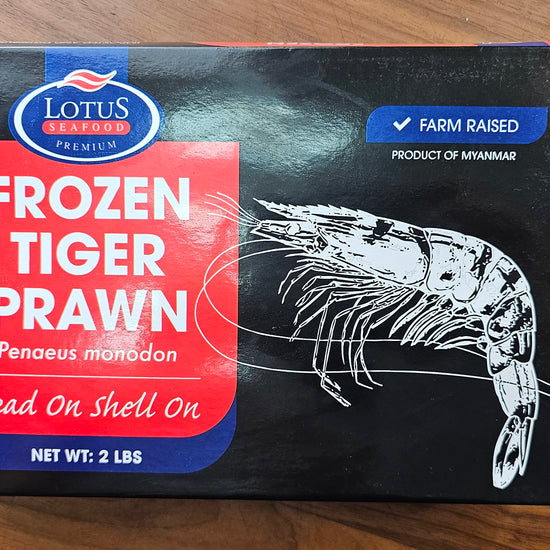 LOTUS
SEAFOOD
PREMIUM
FARM RAISED
PRODUCT OF MYANMAR
FROZEN
TIGER
PRAWN
Penaeus monodon
ead On Shell On
NET WT: 2 LBS